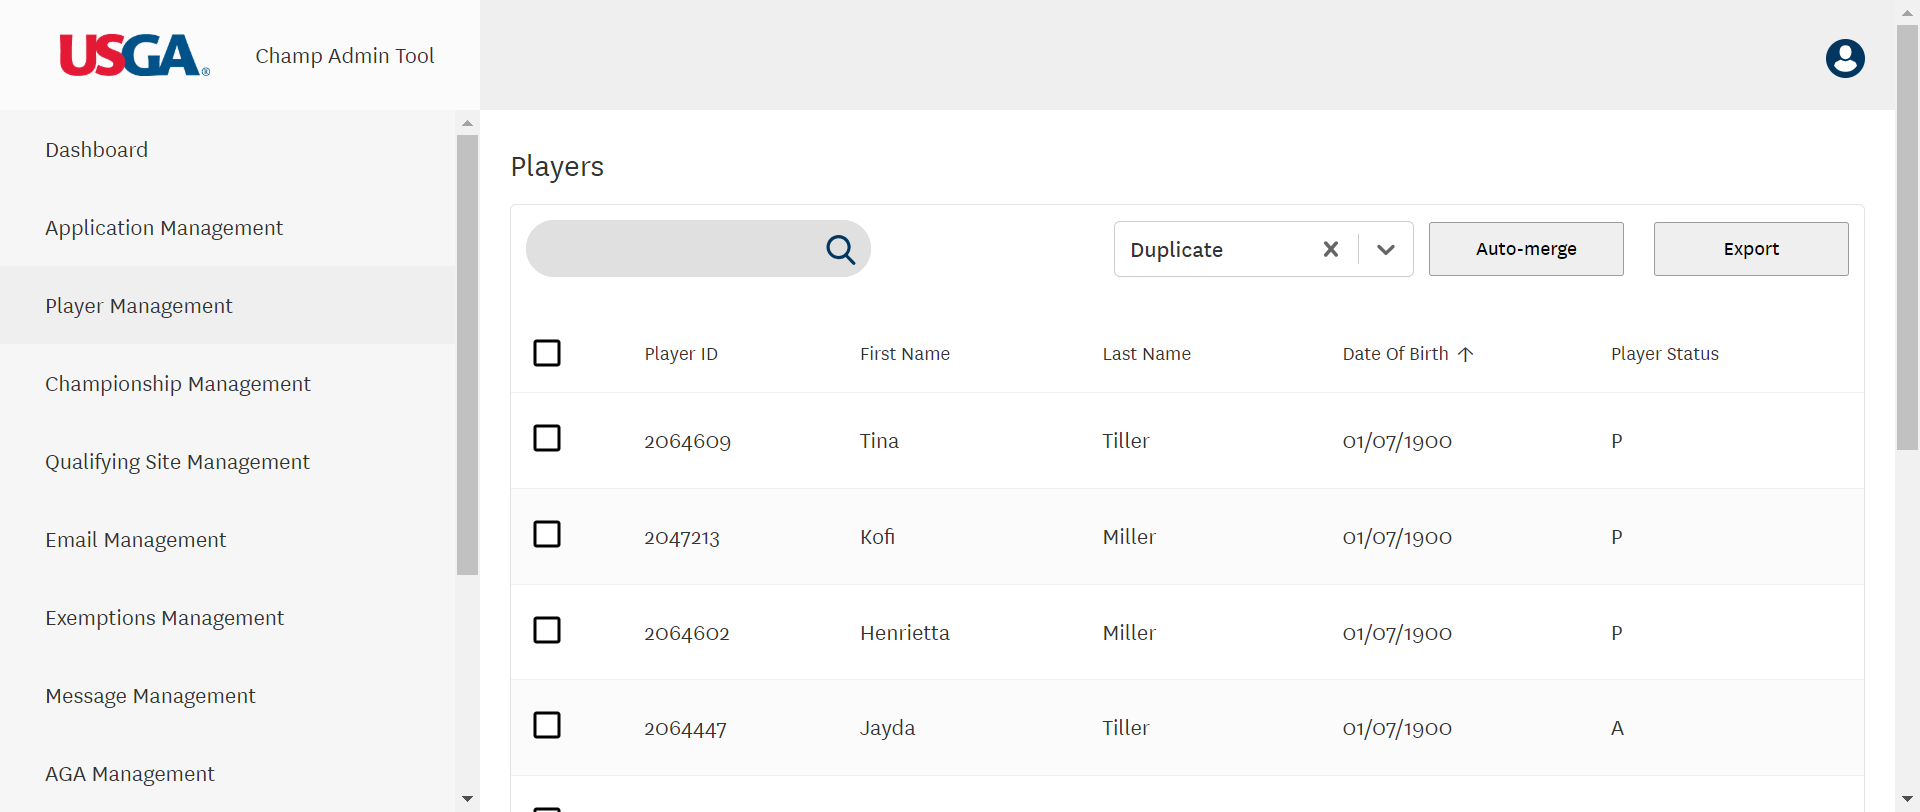 USGA® Champ Admin Tool
Dashboard
Application Management
Player Management
Championship Management
Qualifying Site Management
Email Management
Exemptions Management
Message Management
AGA Management
Players
Duplicate Auto-merge Export
Player ID First Name Last Name Date Of Birth Player Status
2064609 Tina Tiller 01/07/1900 P
2047213 Kofi Miller 01/07/1900 P
2064602 Henrietta Miller 01/07/1900 P
2064447 Jayda Tiller 01/07/1900 A